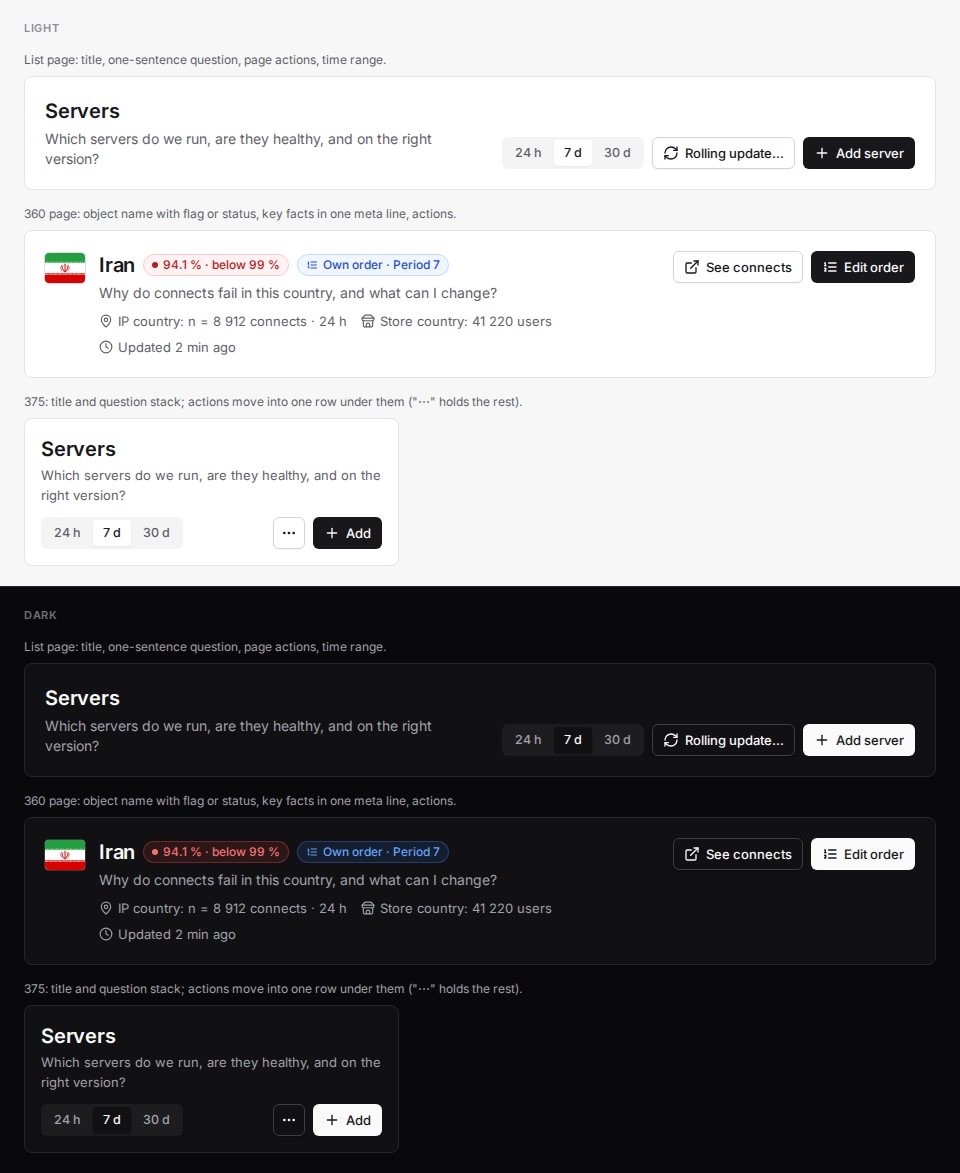 LIGHT
List page: title, one-sentence question, page actions, time range.
Servers
Which servers do we run, are they healthy, and on the right
version?
24 h 7 d 30 d Rolling update... Add server
360 page: object name with flag or status, key facts in one meta line, actions.
Iran 94.1 % · below 99 % Own order · Period 7 See connects Edit order
Why do connects fail in this country, and what can I change?
IP country: n = 8 912 connects · 24 h Store country: 41 220 users
Updated 2 min ago
375: title and question stack; actions move into one row under them ("···" holds the rest).
Servers
Which servers do we run, are they healthy, and on the
right version?
24 h 7 d 30 d ··· Add
DARK
List page: title, one-sentence question, page actions, time range.
Servers
Which servers do we run, are they healthy, and on the right
version?
24 h 7 d 30 d Rolling update... Add server
360 page: object name with flag or status, key facts in one meta line, actions.
Iran 94.1 % · below 99 % Own order · Period 7 See connects Edit order
Why do connects fail in this country, and what can I change?
IP country: n = 8 912 connects · 24 h Store country: 41 220 users
Updated 2 min ago
375: title and question stack; actions move into one row under them ("···" holds the rest).
Servers
Which servers do we run, are they healthy, and on the
right version?
24 h 7 d 30 d ··· Add